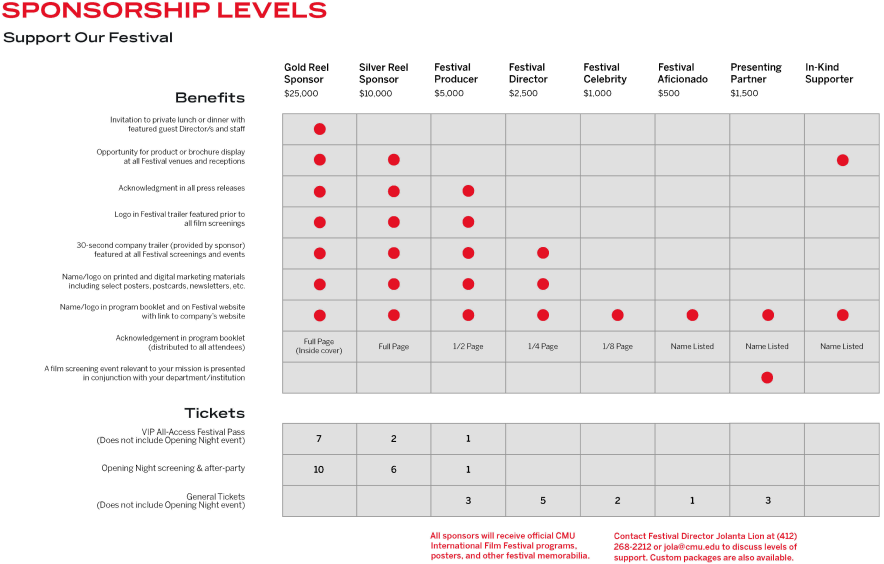 SPONSORSHIP LEVELS
Support Our Festival
Gold Reel Sponsor $25,000
Silver Reel Sponsor $10,000
Festival Producer $5,000
Festival Director $2,500
Festival Celebrity $1,000
Festival Aficionado $500
Presenting Partner $1,500
In-Kind Supporter
Benefits
Invitation to private lunch or dinner with
featured guest Director/s and staff
Opportunity for product or brochure display
at all Festival venues and receptions
Acknowledgment in all press releases
Logo in Festival trailer featured prior to
all film screenings
30-second company trailer (provided by sponsor)
featured at all Festival screenings and events
Name/logo on printed and digital marketing materials
including select posters, postcards, newsletters, etc.
Name/logo in program booklet and on Festival website
with link to company's website
Acknowledgement in program booklet
(distributed to all attendees)
Full Page
(Inside cover)
Full Page
1/2 Page
1/4 Page
1/8 Page
Name Listed
Name Listed
Name Listed
A film screening event relevant to your mission is presented
in conjunction with your department/institution
Tickets
VIP All-Access Festival Pass
(Does not include Opening Night event)
7 2 1
Opening Night screening & after-party
10 6 1
General Tickets
(Does not include Opening Night event)
3 5 2 1 3
All sponsors will receive official CMU
International Film Festival programs,
posters, and other festival memorabilia.
Contact Festival Director Jolanta Lion at (412)
268-2212 or jola@cmu.edu to discuss levels of
support. Custom packages are also available.